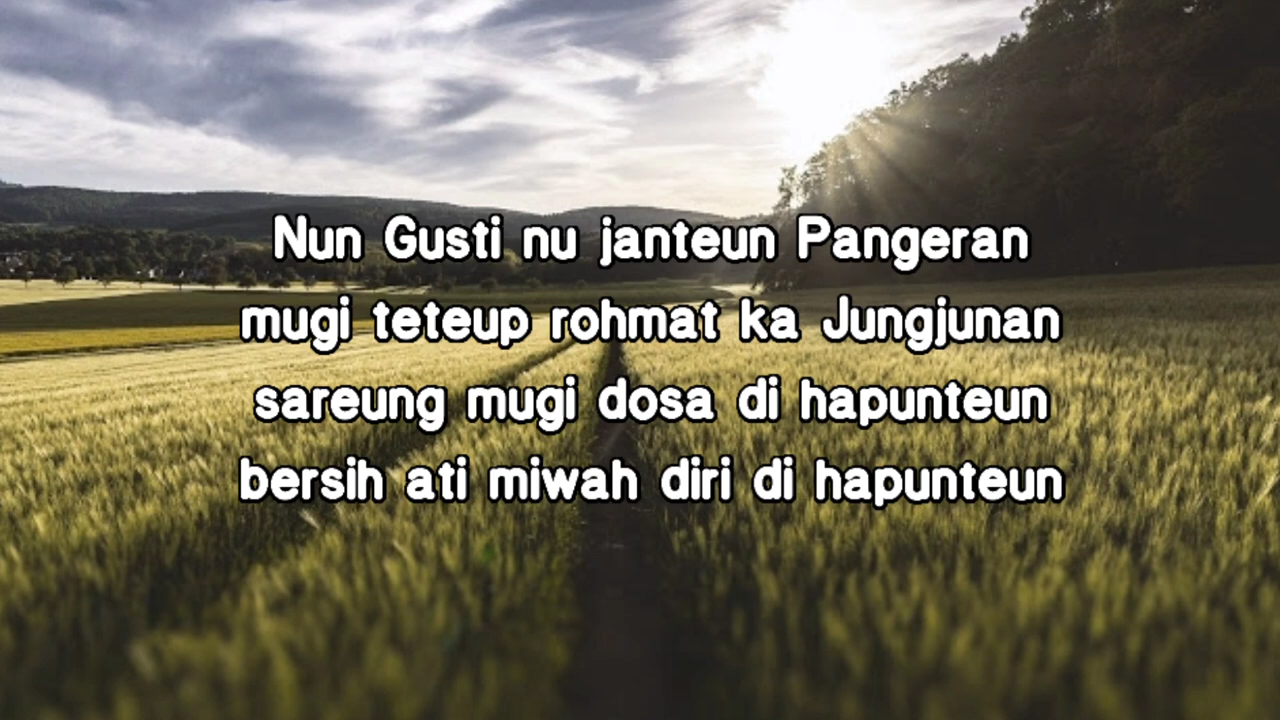 Nun Gusti nu janteun Pangeran
mugi teteup rohmat ka Jungjunan
sareung mugi dosa di hapunteun
bersih ati miwah diri di hapunteun